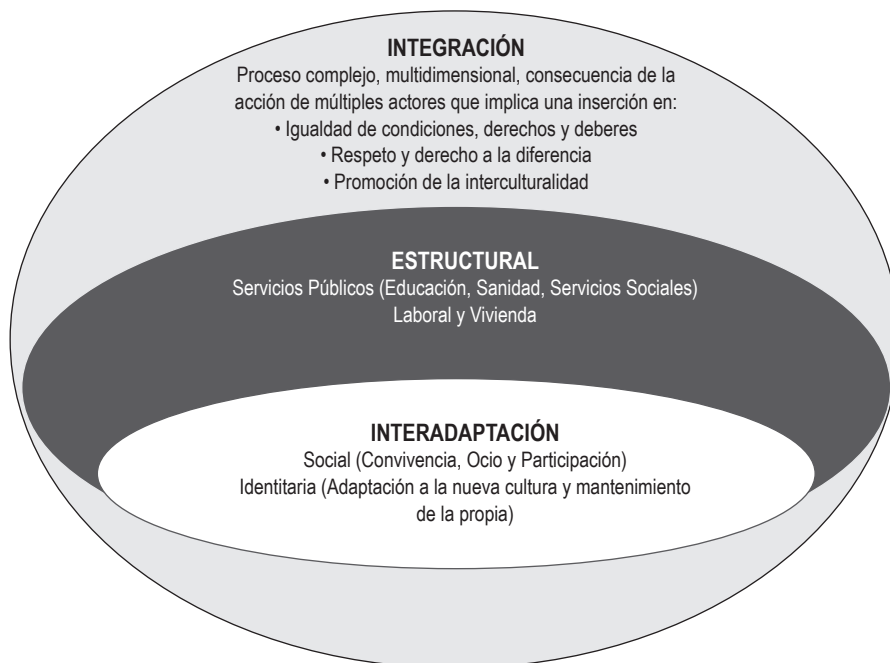 INTEGRACIÓN
Proceso complejo, multidimensional, consecuencia de la
acción de múltiples actores que implica una inserción en:
• Igualdad de condiciones, derechos y deberes
• Respeto y derecho a la diferencia
• Promoción de la interculturalidad
ESTRUCTURAL
Servicios Públicos (Educación, Sanidad, Servicios Sociales)
Laboral y Vivienda
INTERADAPTACIÓN
Social (Convivencia, Ocio y Participación)
Identitaria (Adaptación a la nueva cultura y mantenimiento
de la propia)